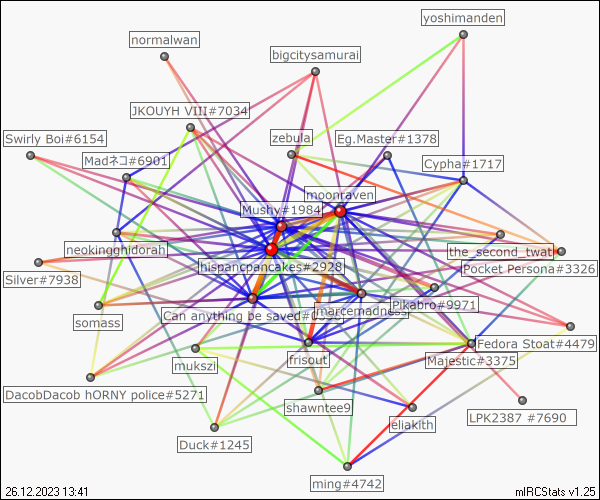 yoshimanden
normalwan
bigcitysamurai
JKOUYH VIII#7034
Swirly Boi#6154
zebula
Eg.Master#1378
Madネコ#6901
Cypha#1717
moonraven
Mushy#1984
neokingghidorah
the_second_twat
hispancpancakes#2928
Pocket Persona#3326
Silver#7938
Pikabro#9971
somass
Can anything be saved
marcemadness
frisout
Fedora Stoat#4479
mukszi
Majestic#3375
DacobDacob hORNY police#5271
shawntee9
LPK2387 #7690
eliakith
Duck#1245
ming#4742
26.12.2023 13:41
mIRCStats v1.25